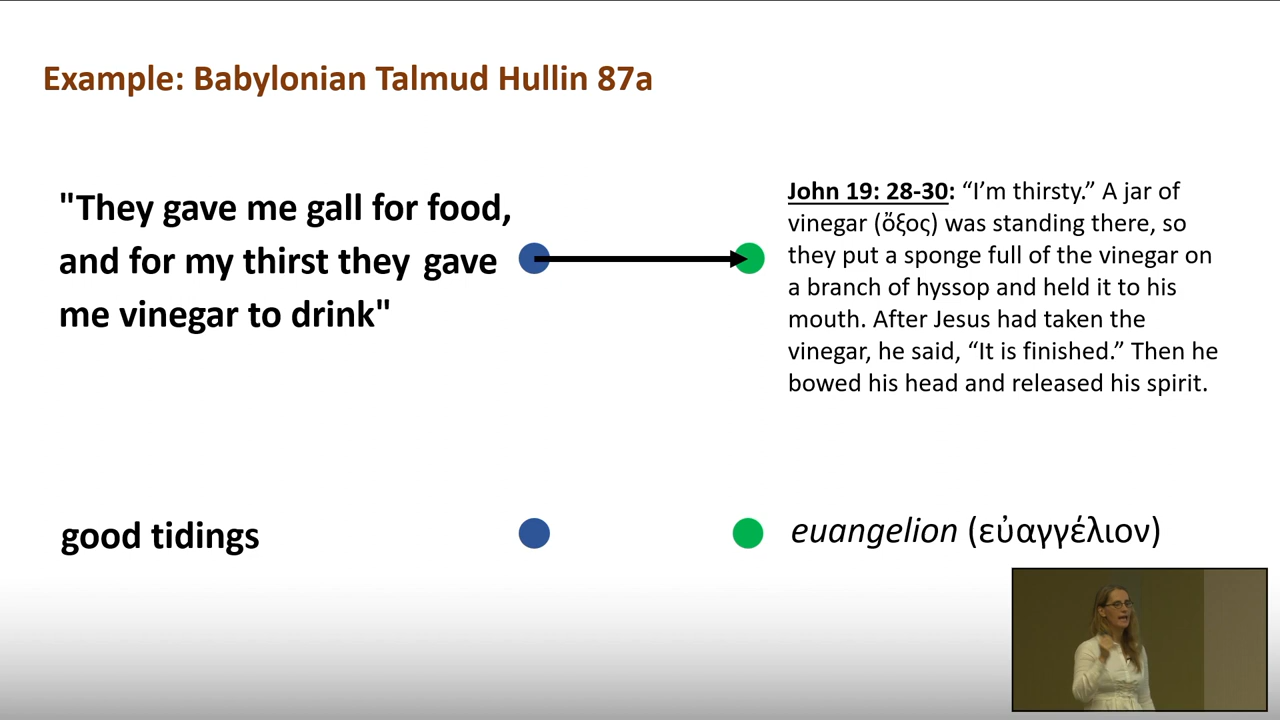 Example: Babylonian Talmud Hullin 87a
"They gave me gall for food,
and for my thirst they gave
me vinegar to drink"
John 19: 28-30: “I’m thirsty.” A jar of
vinegar (ὄξος) was standing there, so
they put a sponge full of the vinegar on
a branch of hyssop and held it to his
mouth. After Jesus had taken the
vinegar, he said, “It is finished.” Then he
bowed his head and released his spirit.
good tidings
euangelion (εὐαγγέλιον)